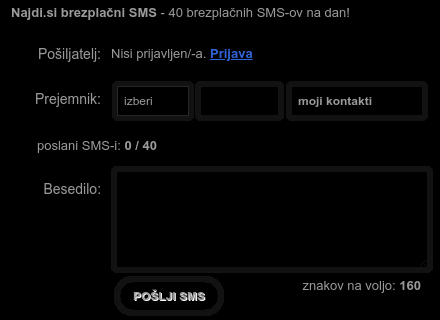 Najdi.si brezplačni SMS - 40 brezplačnih SMS-ov na dan!
Pošiljatelj: Nisi prijavljen/-a. Prijava
Prejemnik: izberi moji kontakti
poslani SMS-i: 0 / 40
Besedilo:
znakov na voljo: 160
POŠLJI SMS